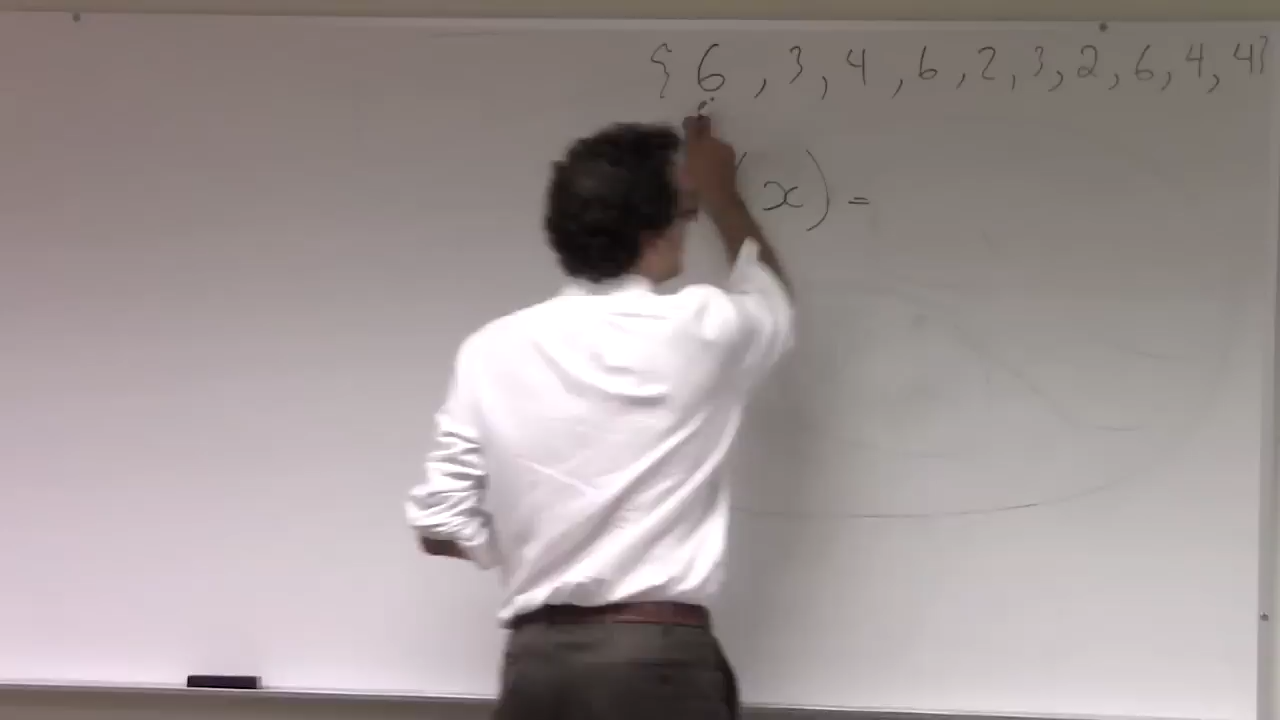 { 6 , 3 , 4 , 6 , 2 , 3 , 2 , 6 , 4 , 4 }
( x ) =